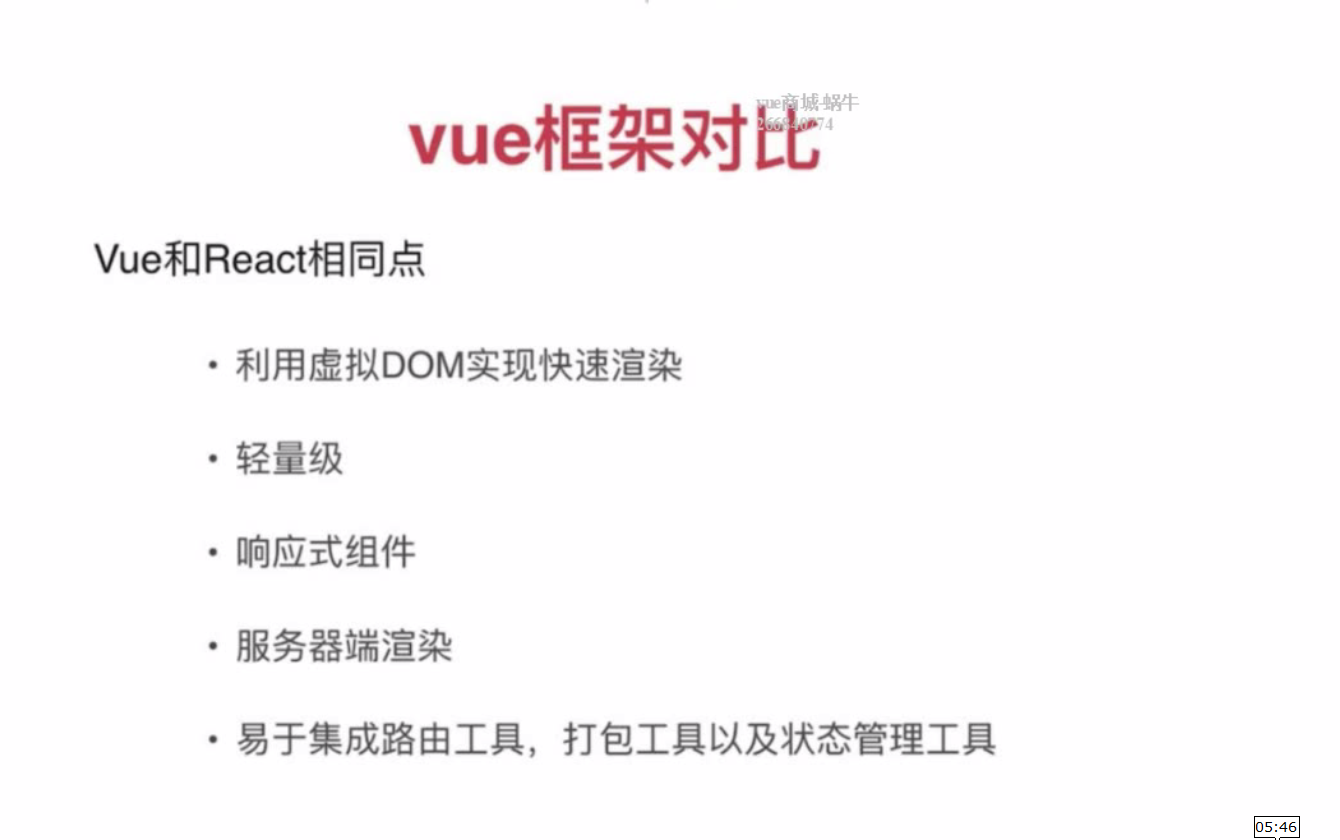 vue商城-蜗牛
266840774
vue框架对比
Vue和React相同点
• 利用虚拟DOM实现快速渲染
• 轻量级
• 响应式组件
• 服务器端渲染
• 易于集成路由工具，打包工具以及状态管理工具
05:46